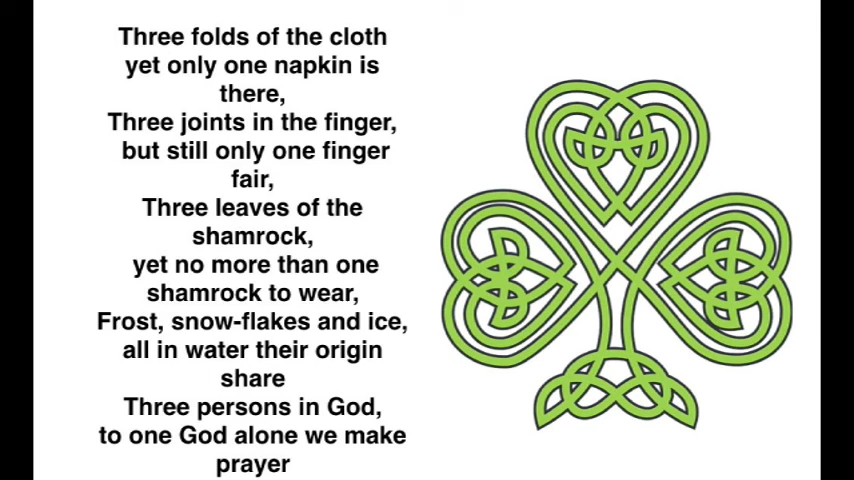 Three folds of the cloth
yet only one napkin is
there,
Three joints in the finger,
but still only one finger
fair,
Three leaves of the
shamrock,
yet no more than one
shamrock to wear,
Frost, snow-flakes and ice,
all in water their origin
share
Three persons in God,
to one God alone we make
prayer